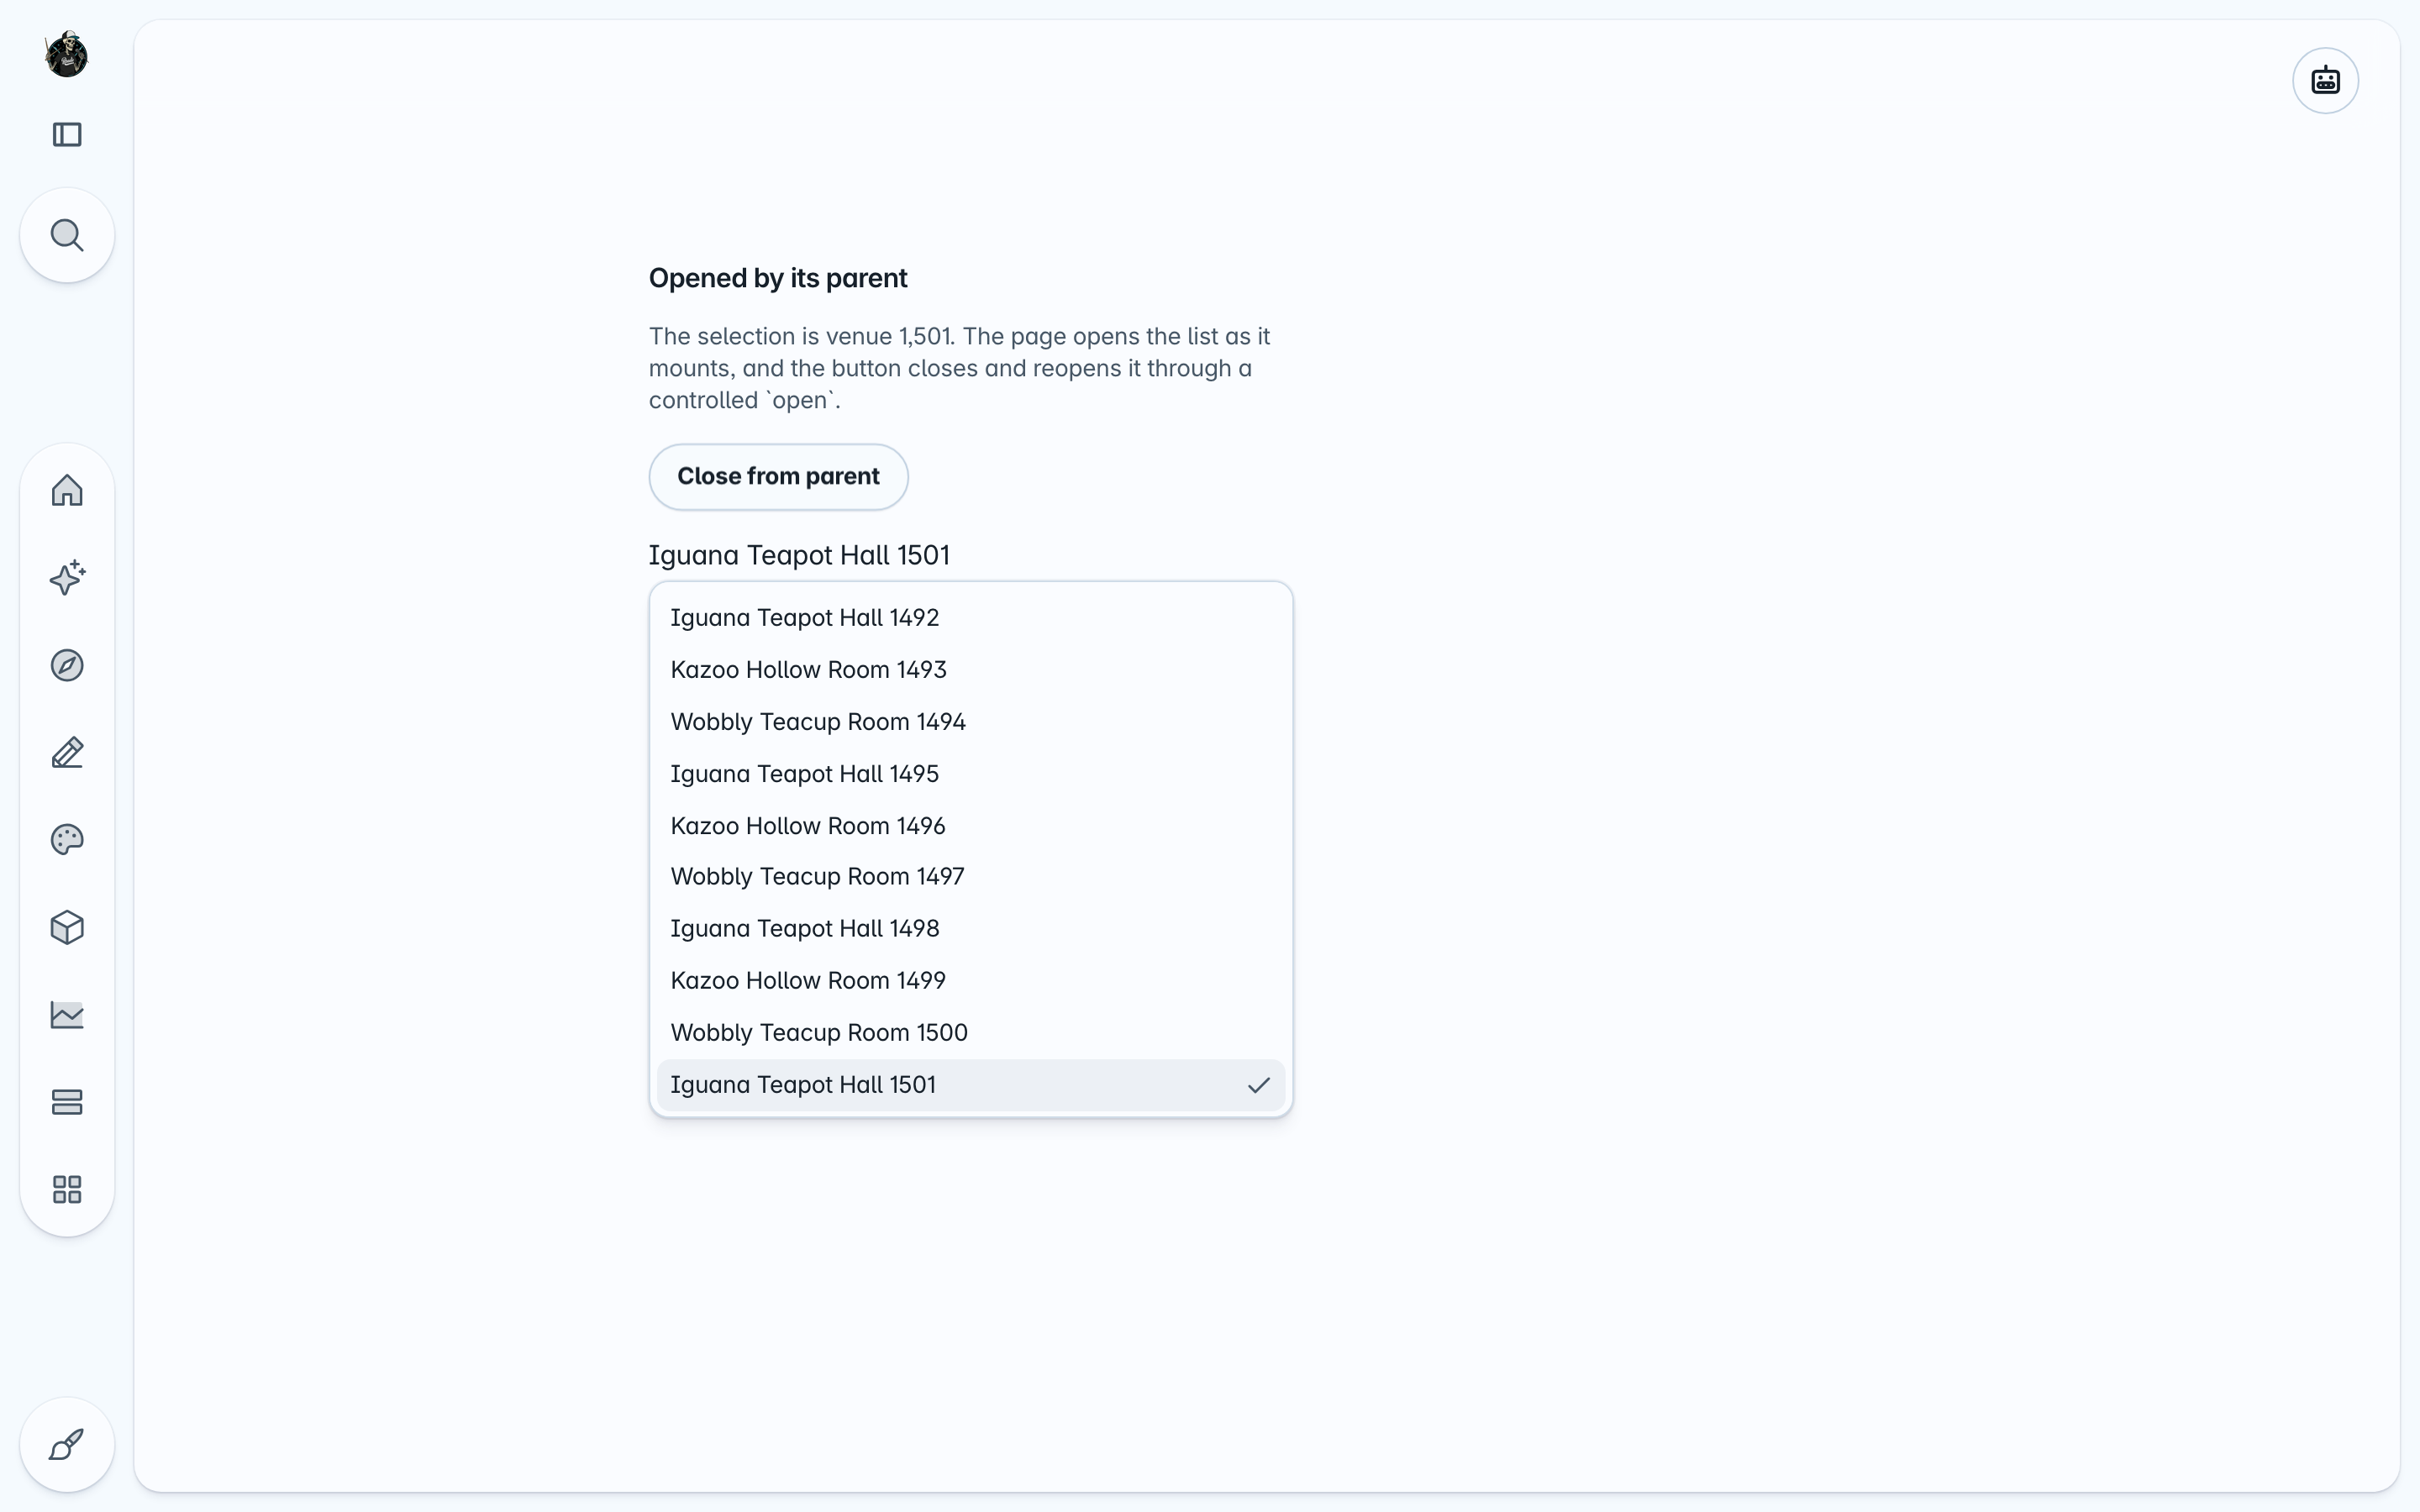 Opened by its parent
The selection is venue 1,501. The page opens the list as it
mounts, and the button closes and reopens it through a
controlled `open`.
Close from parent
Iguana Teapot Hall 1501
Iguana Teapot Hall 1492
Kazoo Hollow Room 1493
Wobbly Teacup Room 1494
Iguana Teapot Hall 1495
Kazoo Hollow Room 1496
Wobbly Teacup Room 1497
Iguana Teapot Hall 1498
Kazoo Hollow Room 1499
Wobbly Teacup Room 1500
Iguana Teapot Hall 1501